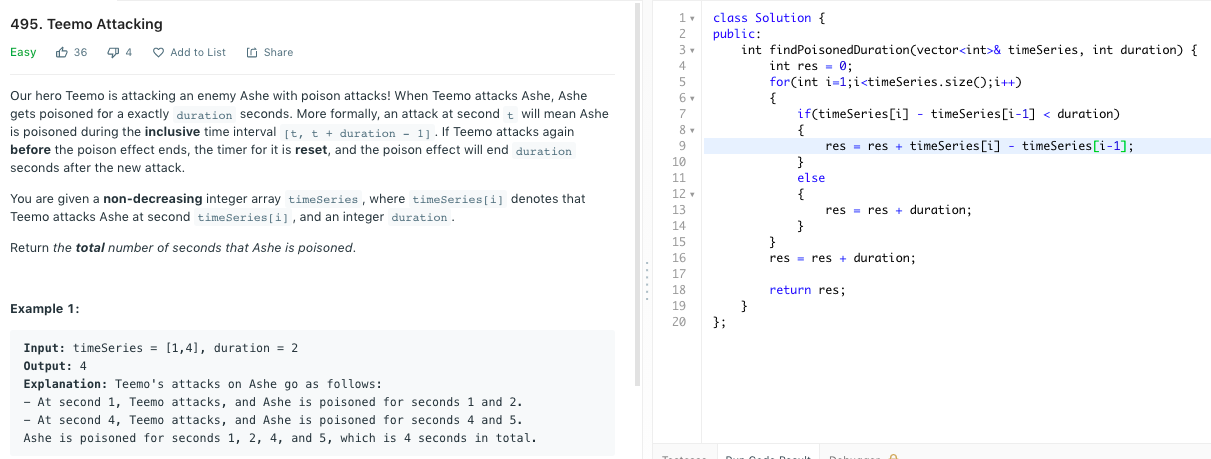 495. Teemo Attacking
Easy 36 4 Add to List Share
Our hero Teemo is attacking an enemy Ashe with poison attacks! When Teemo attacks Ashe, Ashe
gets poisoned for a exactly duration seconds. More formally, an attack at second t will mean Ashe
is poisoned during the inclusive time interval [t, t + duration - 1]. If Teemo attacks again
before the poison effect ends, the timer for it is reset, and the poison effect will end duration
seconds after the new attack.
You are given a non-decreasing integer array timeSeries, where timeSeries[i] denotes that
Teemo attacks Ashe at second timeSeries[i], and an integer duration.
Return the total number of seconds that Ashe is poisoned.
Example 1:
Input: timeSeries = [1,4], duration = 2
Output: 4
Explanation: Teemo's attacks on Ashe go as follows:
- At second 1, Teemo attacks, and Ashe is poisoned for seconds 1 and 2.
- At second 4, Teemo attacks, and Ashe is poisoned for seconds 4 and 5.
Ashe is poisoned for seconds 1, 2, 4, and 5, which is 4 seconds in total.
1 class Solution {
2 public:
3 int findPoisonedDuration(vector<int>& timeSeries, int duration) {
4 int res = 0;
5 for(int i=1;i<timeSeries.size();i++)
6 {
7 if(timeSeries[i] - timeSeries[i-1] < duration)
8 {
9 res = res + timeSeries[i] - timeSeries[i-1];
10 }
11 else
12 {
13 res = res + duration;
14 }
15 }
16 res = res + duration;
17
18 return res;
19 }
20 };